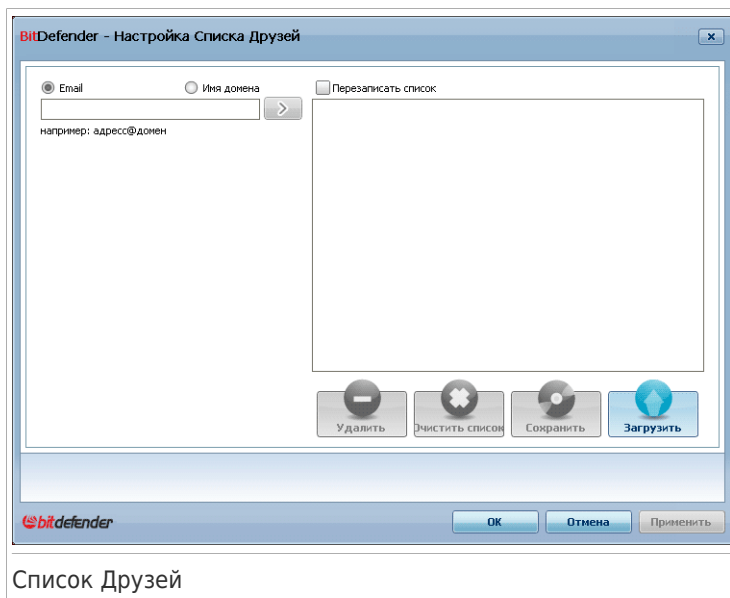 BitDefender - Настройка Списка Друзей
Email
Имя домена
Перезаписать список
например: адресс@домен
Удалить
Очистить список
Сохранить
Загрузить
bitdefender
OK
Отмена
Применить
Список Друзей